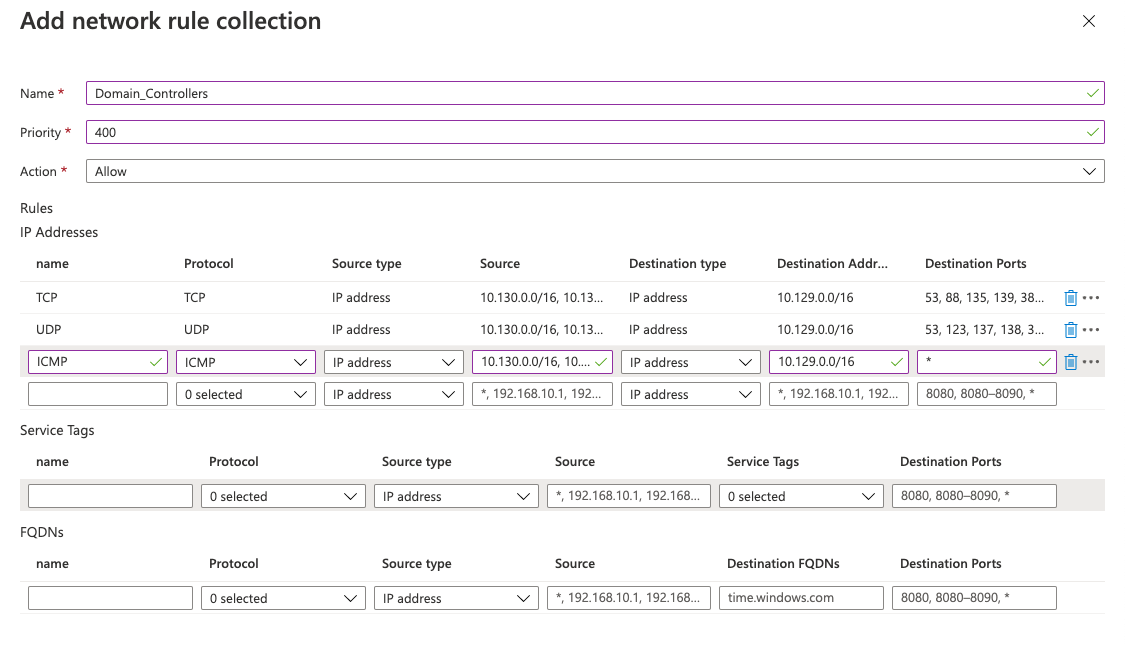 Add network rule collection
Name *
Domain_Controllers
Priority *
400
Action *
Allow
Rules
IP Addresses
name Protocol Source type Source Destination type Destination Addr... Destination Ports
TCP TCP IP address 10.130.0.0/16, 10.13... IP address 10.129.0.0/16 53, 88, 135, 139, 38...
UDP UDP IP address 10.130.0.0/16, 10.13... IP address 10.129.0.0/16 53, 123, 137, 138, 3...
ICMP ICMP IP address 10.130.0.0/16, 10.... IP address 10.129.0.0/16 *
0 selected IP address *, 192.168.10.1, 192... IP address *, 192.168.10.1, 192... 8080, 8080–8090, *
Service Tags
name Protocol Source type Source Service Tags Destination Ports
0 selected IP address *, 192.168.10.1, 192.168... 0 selected 8080, 8080–8090, *
FQDNs
name Protocol Source type Source Destination FQDNs Destination Ports
0 selected IP address *, 192.168.10.1, 192.168... time.windows.com 8080, 8080–8090, *